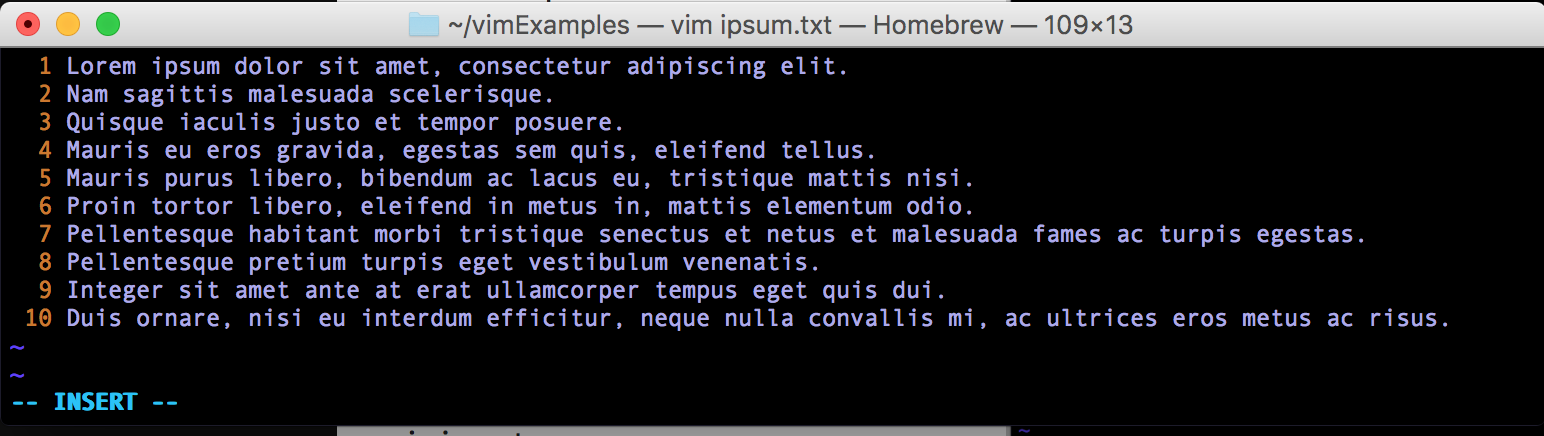 ~/vimExamples — vim ipsum.txt — Homebrew — 109×13
1 Lorem ipsum dolor sit amet, consectetur adipiscing elit.
2 Nam sagittis malesuada scelerisque.
3 Quisque iaculis justo et tempor posuere.
4 Mauris eu eros gravida, egestas sem quis, eleifend tellus.
5 Mauris purus libero, bibendum ac lacus eu, tristique mattis nisi.
6 Proin tortor libero, eleifend in metus in, mattis elementum odio.
7 Pellentesque habitant morbi tristique senectus et netus et malesuada fames ac turpis egestas.
8 Pellentesque pretium turpis eget vestibulum venenatis.
9 Integer sit amet ante at erat ullamcorper tempus eget quis dui.
10 Duis ornare, nisi eu interdum efficitur, neque nulla convallis mi, ac ultrices eros metus ac risus.
~
~
-- INSERT --
~